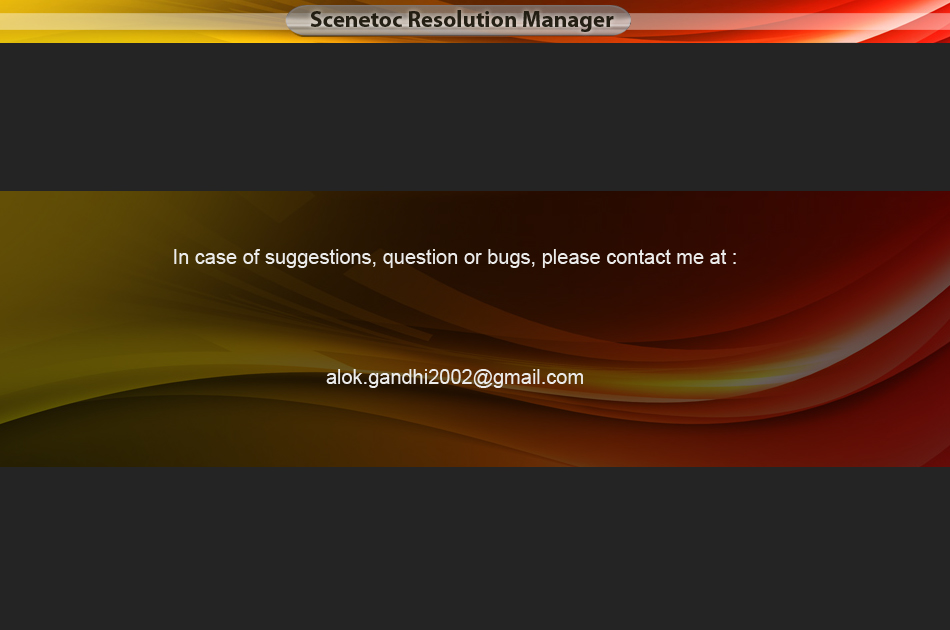 Scenetoc Resolution Manager
In case of suggestions, question or bugs, please contact me at :
alok.gandhi2002@gmail.com